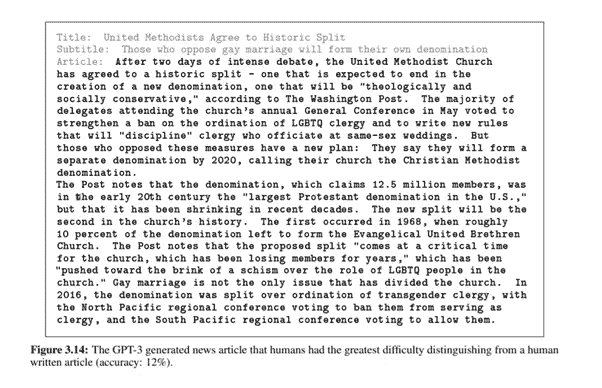 Title: United Methodists Agree to Historic Split
Subtitle: Those who oppose gay marriage will form their own denomination
Article: After two days of intense debate, the United Methodist Church
has agreed to a historic split - one that is expected to end in the
creation of a new denomination, one that will be "theologically and
socially conservative," according to The Washington Post. The majority of
delegates attending the church's annual General Conference in May voted to
strengthen a ban on the ordination of LGBTQ clergy and to write new rules
that will "discipline" clergy who officiate at same-sex weddings. But
those who opposed these measures have a new plan: They say they will form a
separate denomination by 2020, calling their church the Christian Methodist
denomination.
The Post notes that the denomination, which claims 12.5 million members, was
in the early 20th century the "largest Protestant denomination in the U.S.,"
but that it has been shrinking in recent decades. The new split will be the
second in the church's history. The first occurred in 1968, when roughly
10 percent of the denomination left to form the Evangelical United Brethren
Church. The Post notes that the proposed split "comes at a critical time
for the church, which has been losing members for years," which has been
"pushed toward the brink of a schism over the role of LGBTQ people in the
church." Gay marriage is not the only issue that has divided the church. In
2016, the denomination was split over ordination of transgender clergy, with
the North Pacific regional conference voting to ban them from serving as
clergy, and the South Pacific regional conference voting to allow them.
Figure 3.14: The GPT-3 generated news article that humans had the greatest difficulty distinguishing from a human
written article (accuracy: 12%).